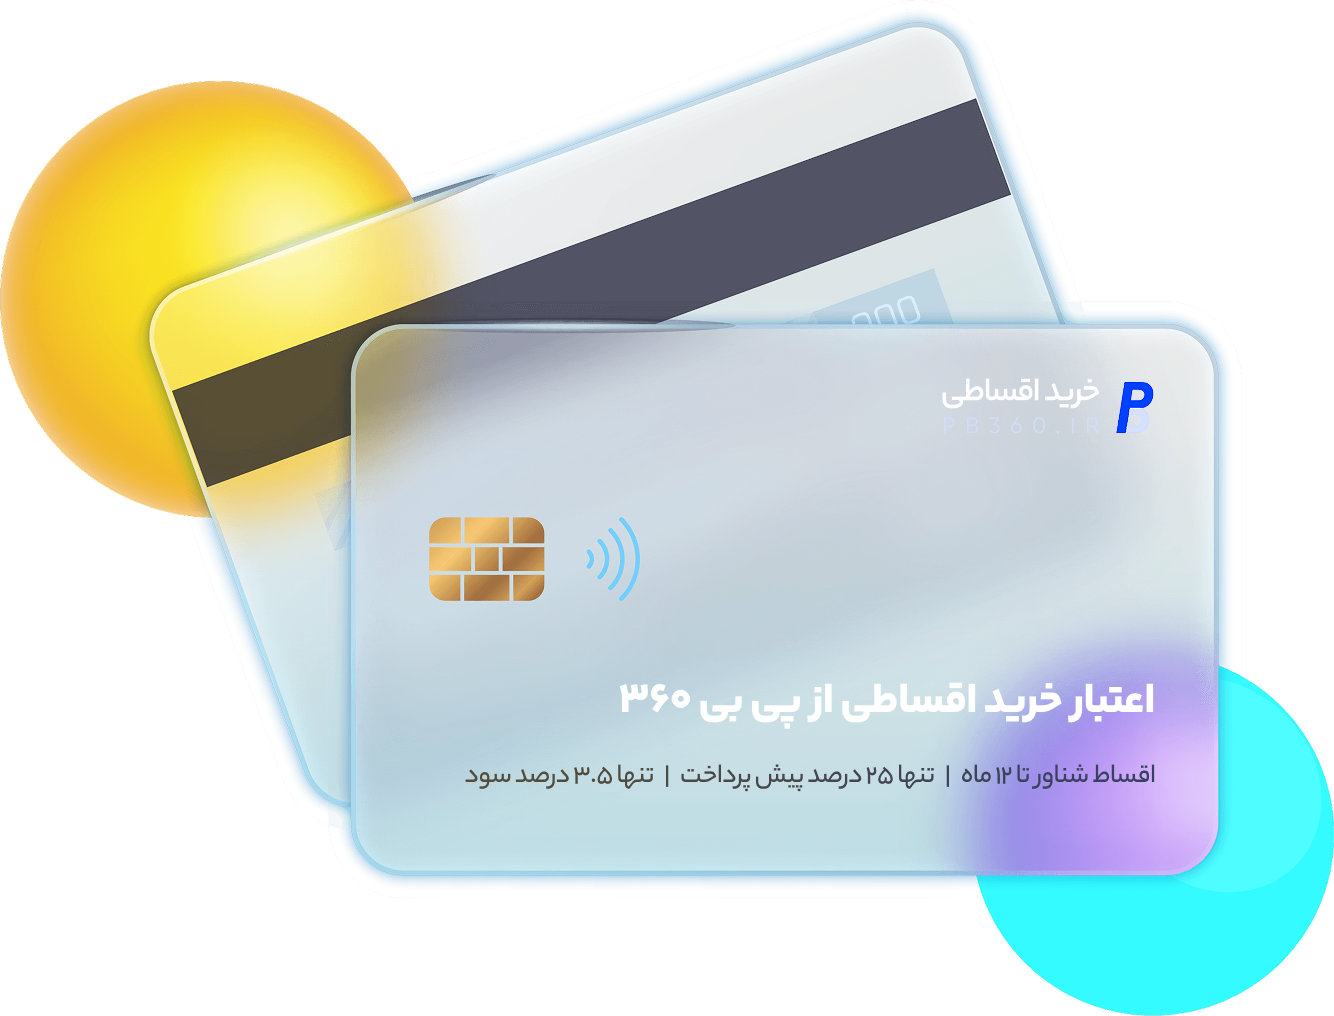 خرید اقساطی
PB360.IR
اعتبار خرید اقساطی از پی بی ۳۶۰
اقساط شناور تا ۱۲ ماه | تنها ۲۵ درصد پیش پرداخت | تنها ۳.۵ درصد سود